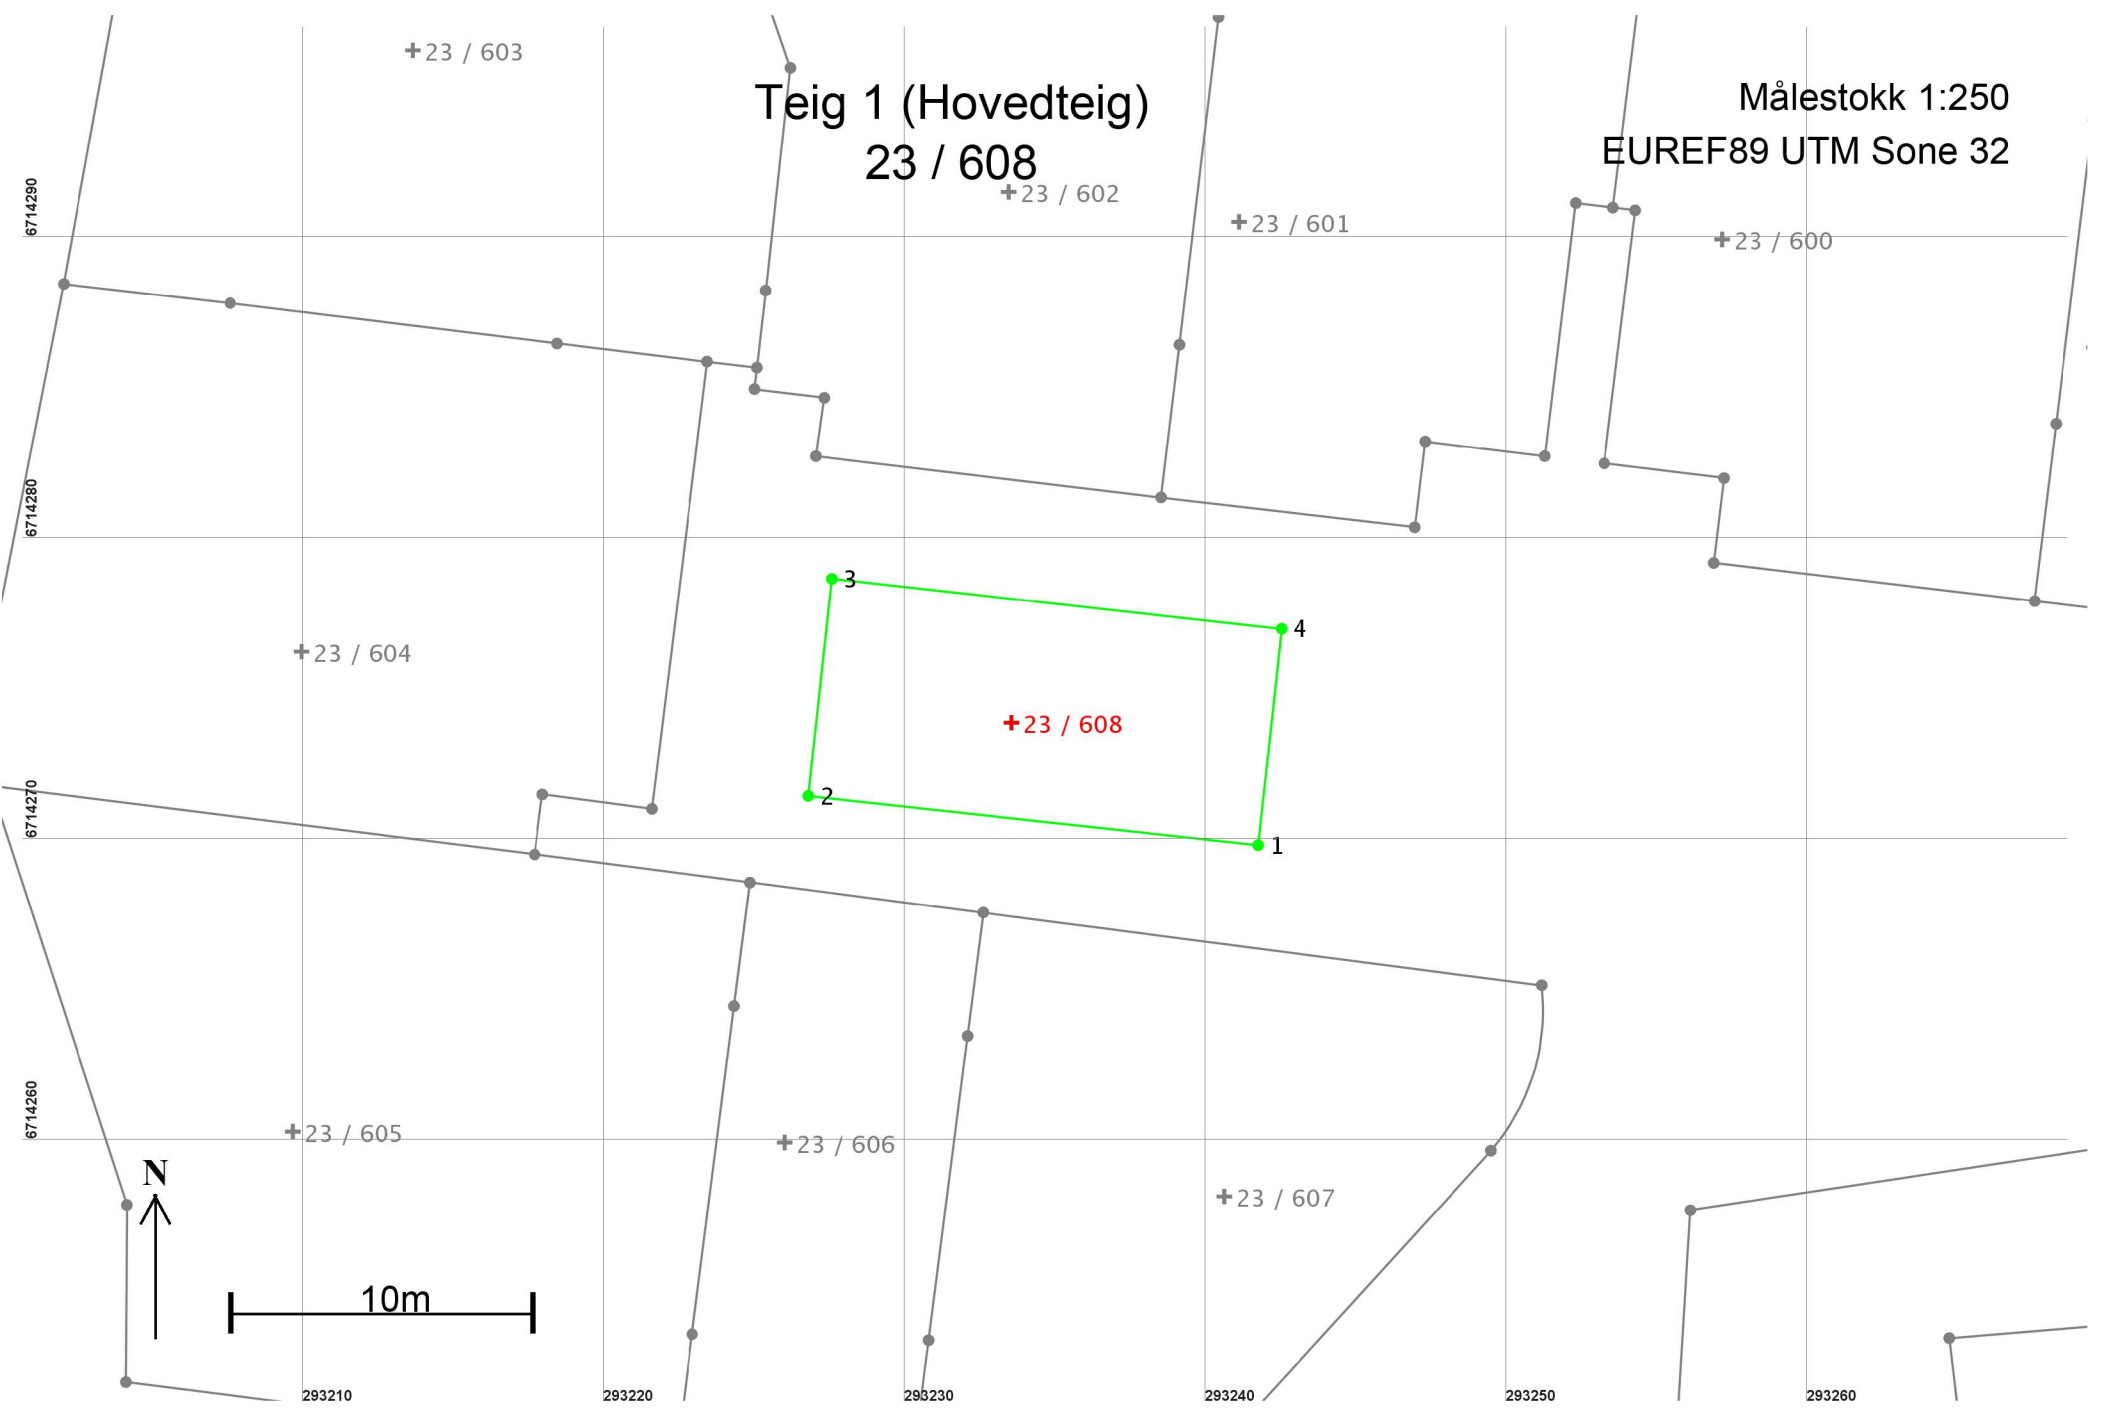 23 / 603
Teig 1 (Hovedteig)
23 / 608
Målestokk 1:250
EUREF89 UTM Sone 32
23 / 602
23 / 601
23 / 600
6714290
6714280
3
4
23 / 604
23 / 608
6714270
2
1
6714260
23 / 605
23 / 606
23 / 607
N
10m
293210
293220
293230
293240
293250
293260